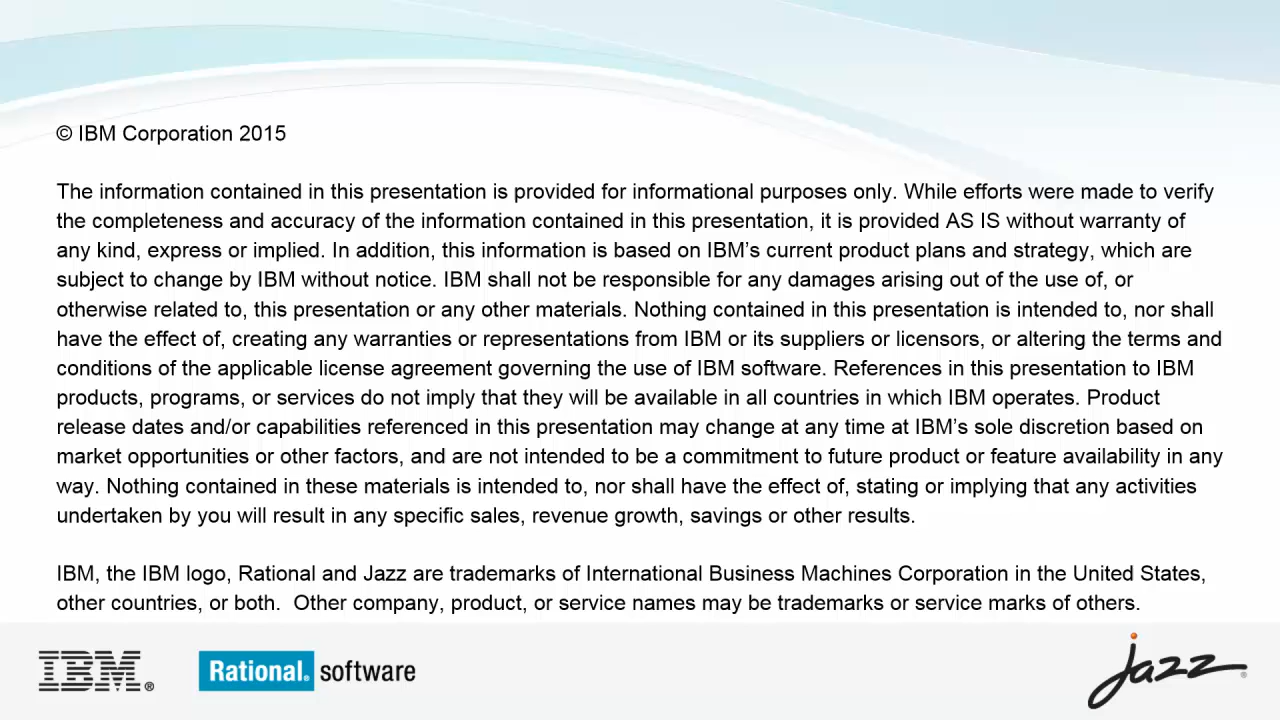 © IBM Corporation 2015
The information contained in this presentation is provided for informational purposes only. While efforts were made to verify
the completeness and accuracy of the information contained in this presentation, it is provided AS IS without warranty of
any kind, express or implied. In addition, this information is based on IBM’s current product plans and strategy, which are
subject to change by IBM without notice. IBM shall not be responsible for any damages arising out of the use of, or
otherwise related to, this presentation or any other materials. Nothing contained in this presentation is intended to, nor shall
have the effect of, creating any warranties or representations from IBM or its suppliers or licensors, or altering the terms and
conditions of the applicable license agreement governing the use of IBM software. References in this presentation to IBM
products, programs, or services do not imply that they will be available in all countries in which IBM operates. Product
release dates and/or capabilities referenced in this presentation may change at any time at IBM’s sole discretion based on
market opportunities or other factors, and are not intended to be a commitment to future product or feature availability in any
way. Nothing contained in these materials is intended to, nor shall have the effect of, stating or implying that any activities
undertaken by you will result in any specific sales, revenue growth, savings or other results.
IBM, the IBM logo, Rational and Jazz are trademarks of International Business Machines Corporation in the United States,
other countries, or both.  Other company, product, or service names may be trademarks or service marks of others.
IBM® Rational® software jazz®